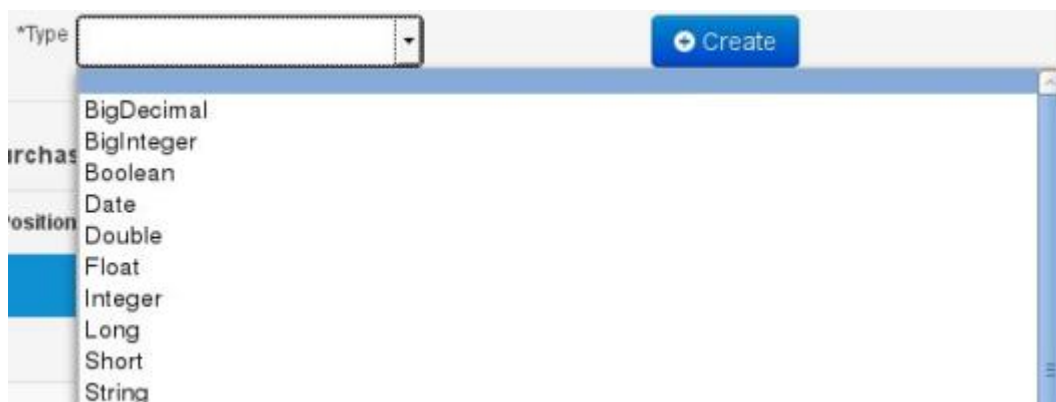 *Type
Create
BigDecimal
BigInteger
Boolean
Date
Double
Float
Integer
Long
Short
String